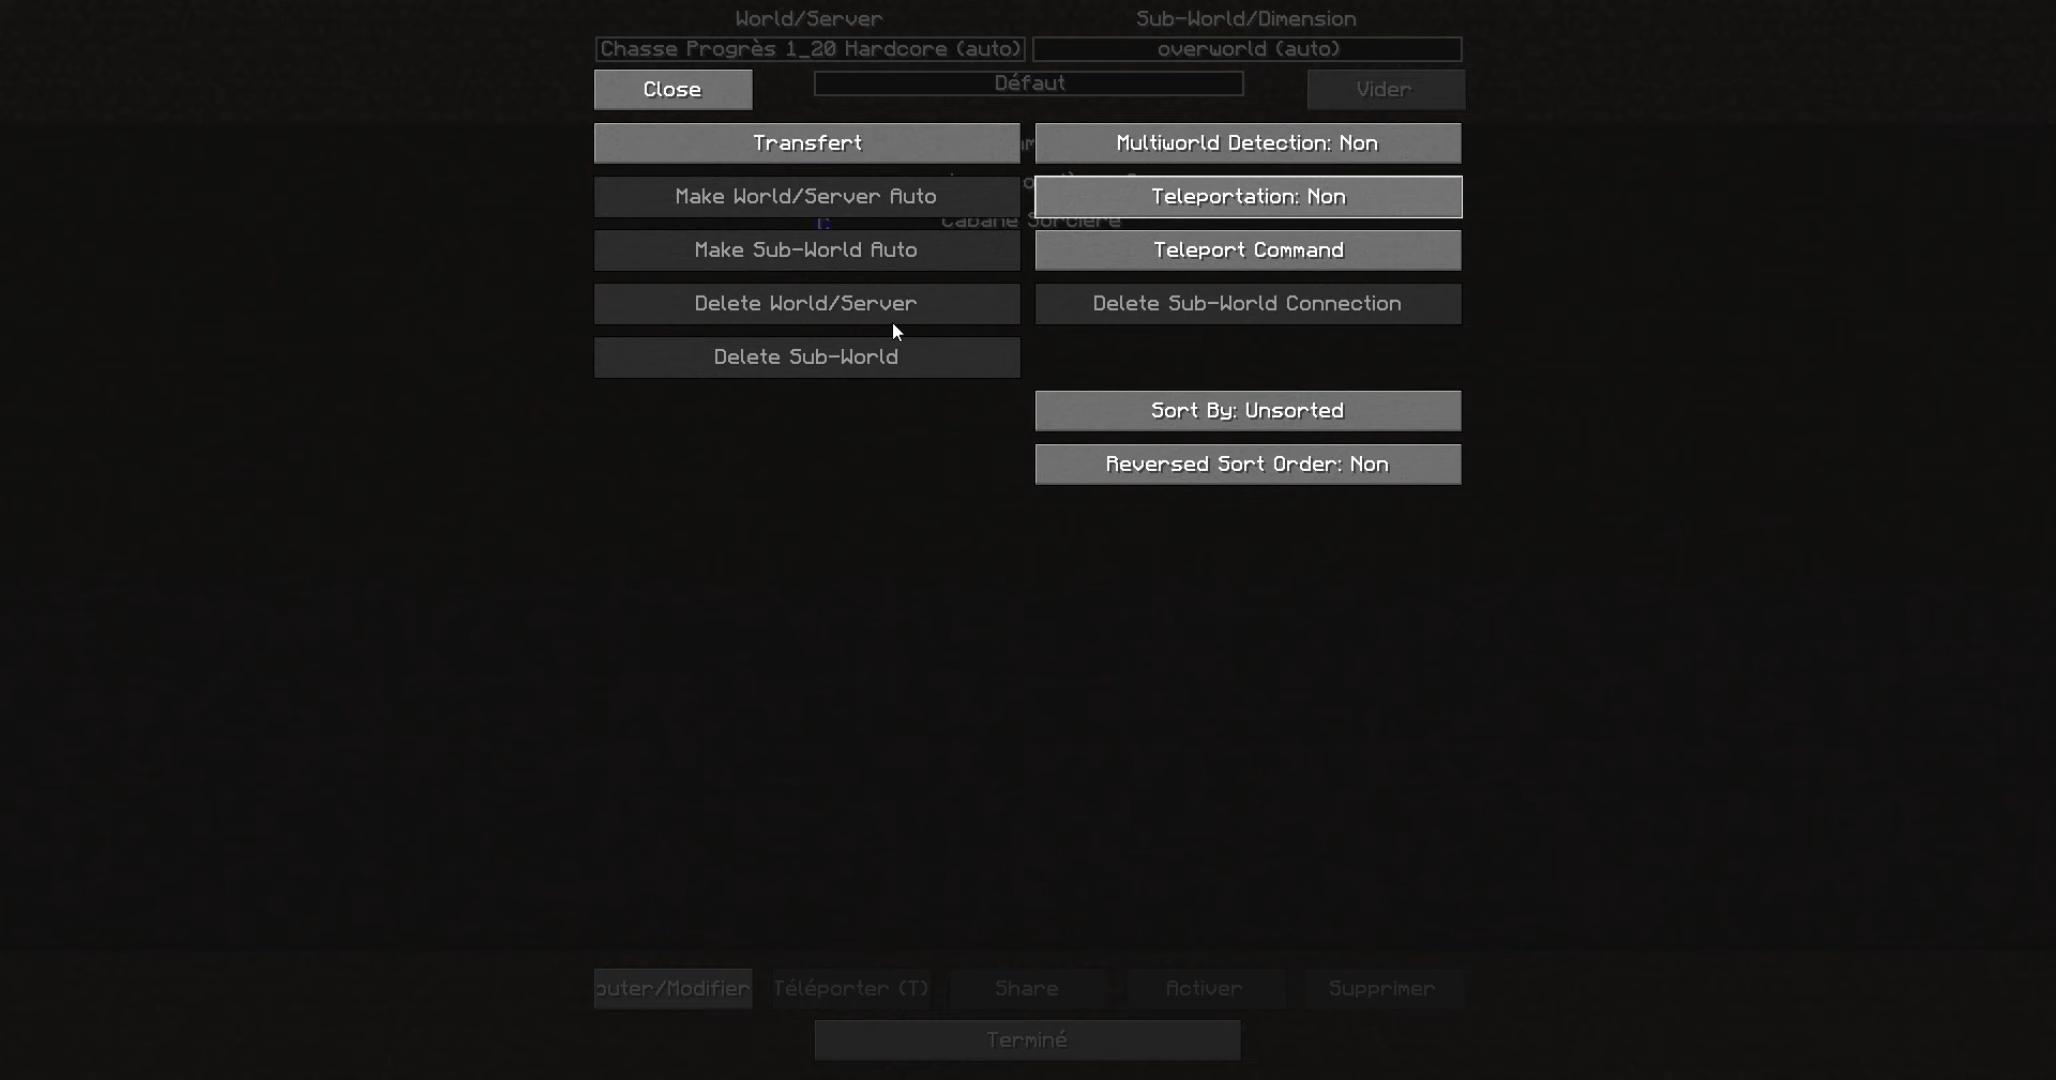 World/Server Sub-World/Dimension
Chasse Progrès 1_20 Hardcore (auto) overworld (auto)
Close Défaut Vider
Transfert Multiworld Detection: Non
Make World/Server Auto Teleportation: Non
Cabane Sorcière
Make Sub-World Auto Teleport Command
Delete World/Server Delete Sub-World Connection
Delete Sub-World
Sort By: Unsorted
Reversed Sort Order: Non
outer/Modifier Téléporter (T) Share Activer Supprimer
Terminé